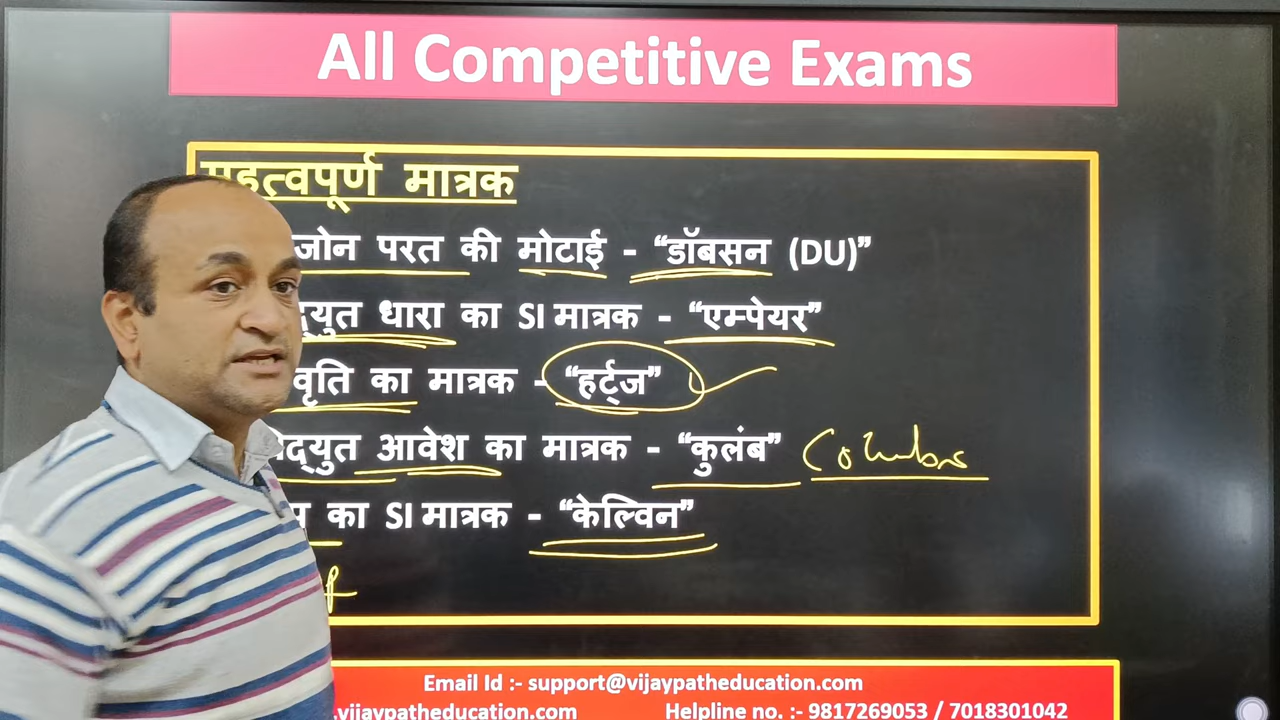 All Competitive Exams
महत्वपूर्ण मात्रक
जोन परत की मोटाई - “डॉबसन (DU)”
द्युत धारा का SI मात्रक - “एम्पेयर”
वृति का मात्रक - “हर्ट्ज”
विद्युत आवेश का मात्रक - “कुलंब”
का SI मात्रक - “केल्विन”
Email Id :- support@vijaypatheducation.com
.vijaypatheducation.com Helpline no. :- 9817269053 / 7018301042